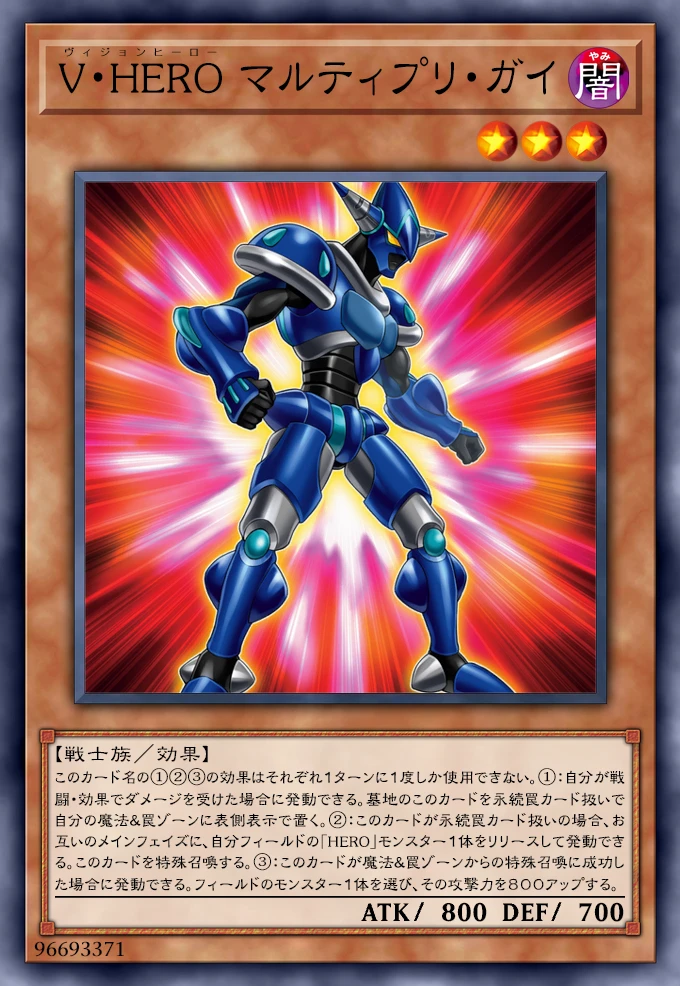 ヴィジョンヒーロー
V・HERO マルティプリ・ガイ
やみ
闇
【戦士族／効果】
このカード名の①②③の効果はそれぞれ1ターンに1度しか使用できない。①：自分が戦
闘・効果でダメージを受けた場合に発動できる。墓地のこのカードを永続罠カード扱いで
自分の魔法&罠ゾーンに表側表示で置く。②：このカードが永続罠カード扱いの場合、お
互いのメインフェイズに、自分フィールドの「HERO」モンスター1体をリリースして発動でき
る。このカードを特殊召喚する。③：このカードが魔法&罠ゾーンからの特殊召喚に成功し
た場合に発動できる。フィールドのモンスター1体を選び、その攻撃力を800アップする。
ATK/ 800 DEF/ 700
96693371